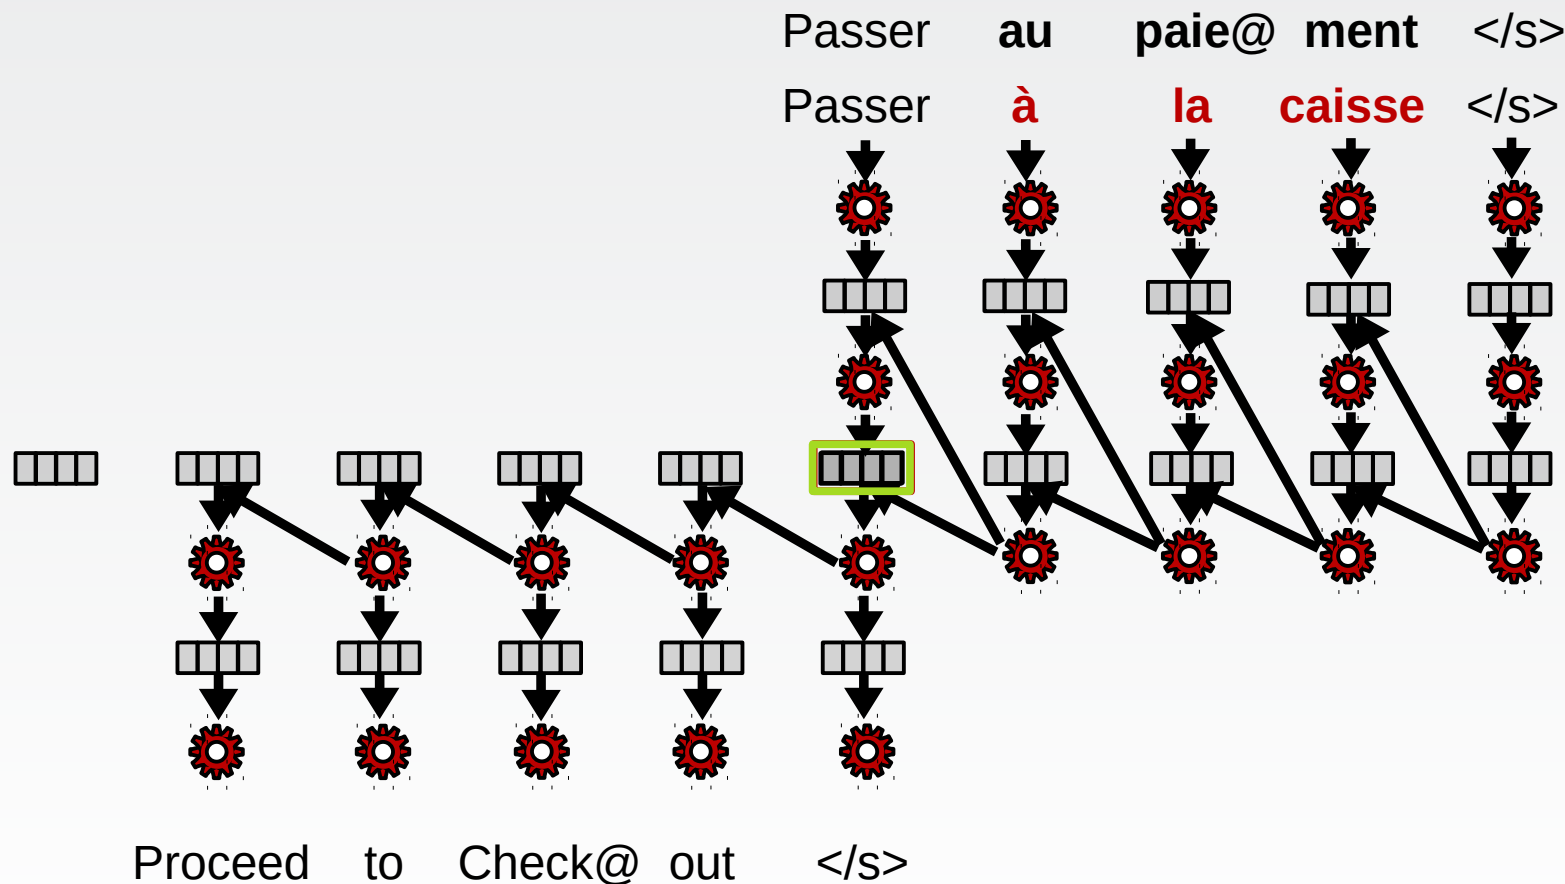 Passer au paie@ ment </s>
Passer à la caisse </s>
Proceed to Check@ out </s>